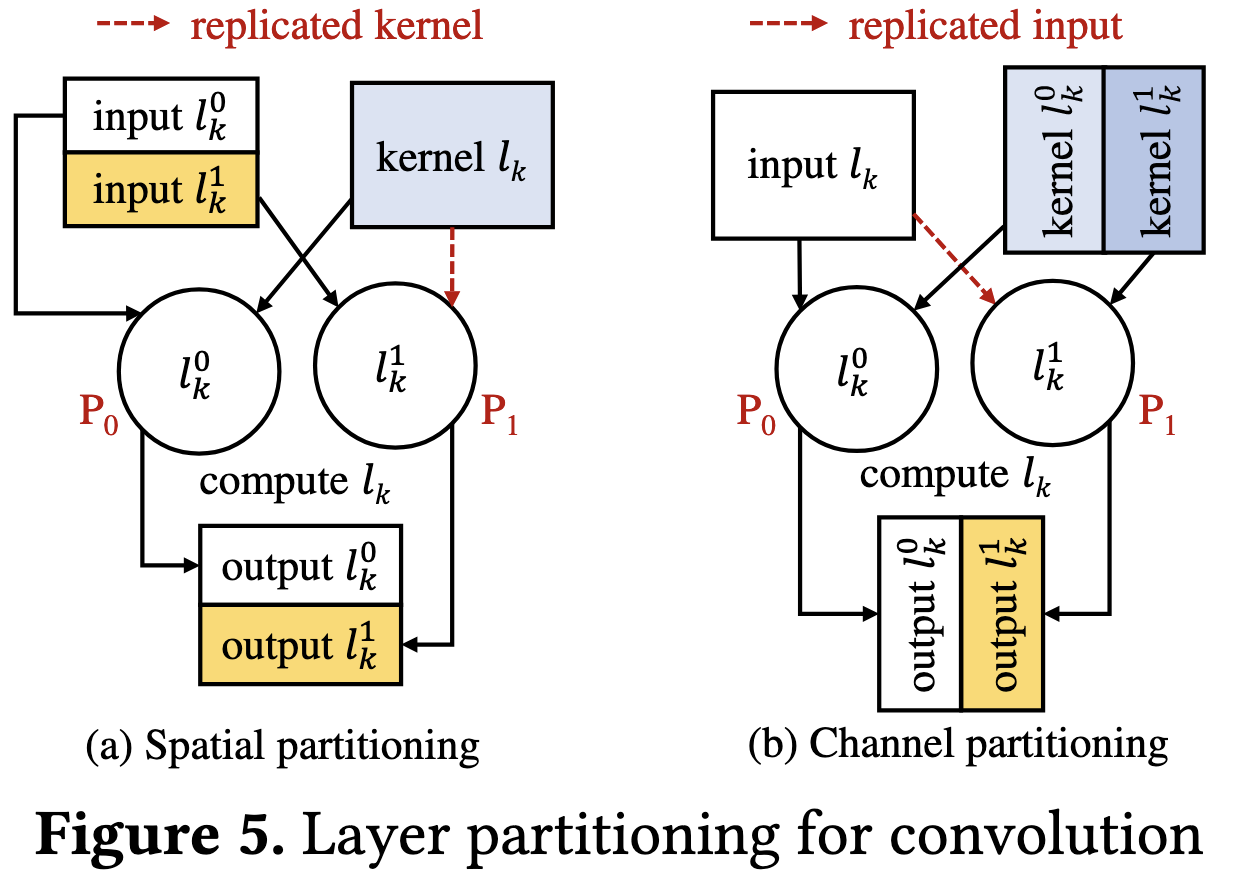 replicated kernel
input l_k^0
input l_k^1
kernel l_k
l_k^0
l_k^1
P_0
P_1
compute l_k
output l_k^0
output l_k^1
(a) Spatial partitioning
replicated input
input l_k
kernel l_k^0
kernel l_k^1
l_k^0
l_k^1
P_0
P_1
compute l_k
output l_k^0
output l_k^1
(b) Channel partitioning
Figure 5. Layer partitioning for convolution